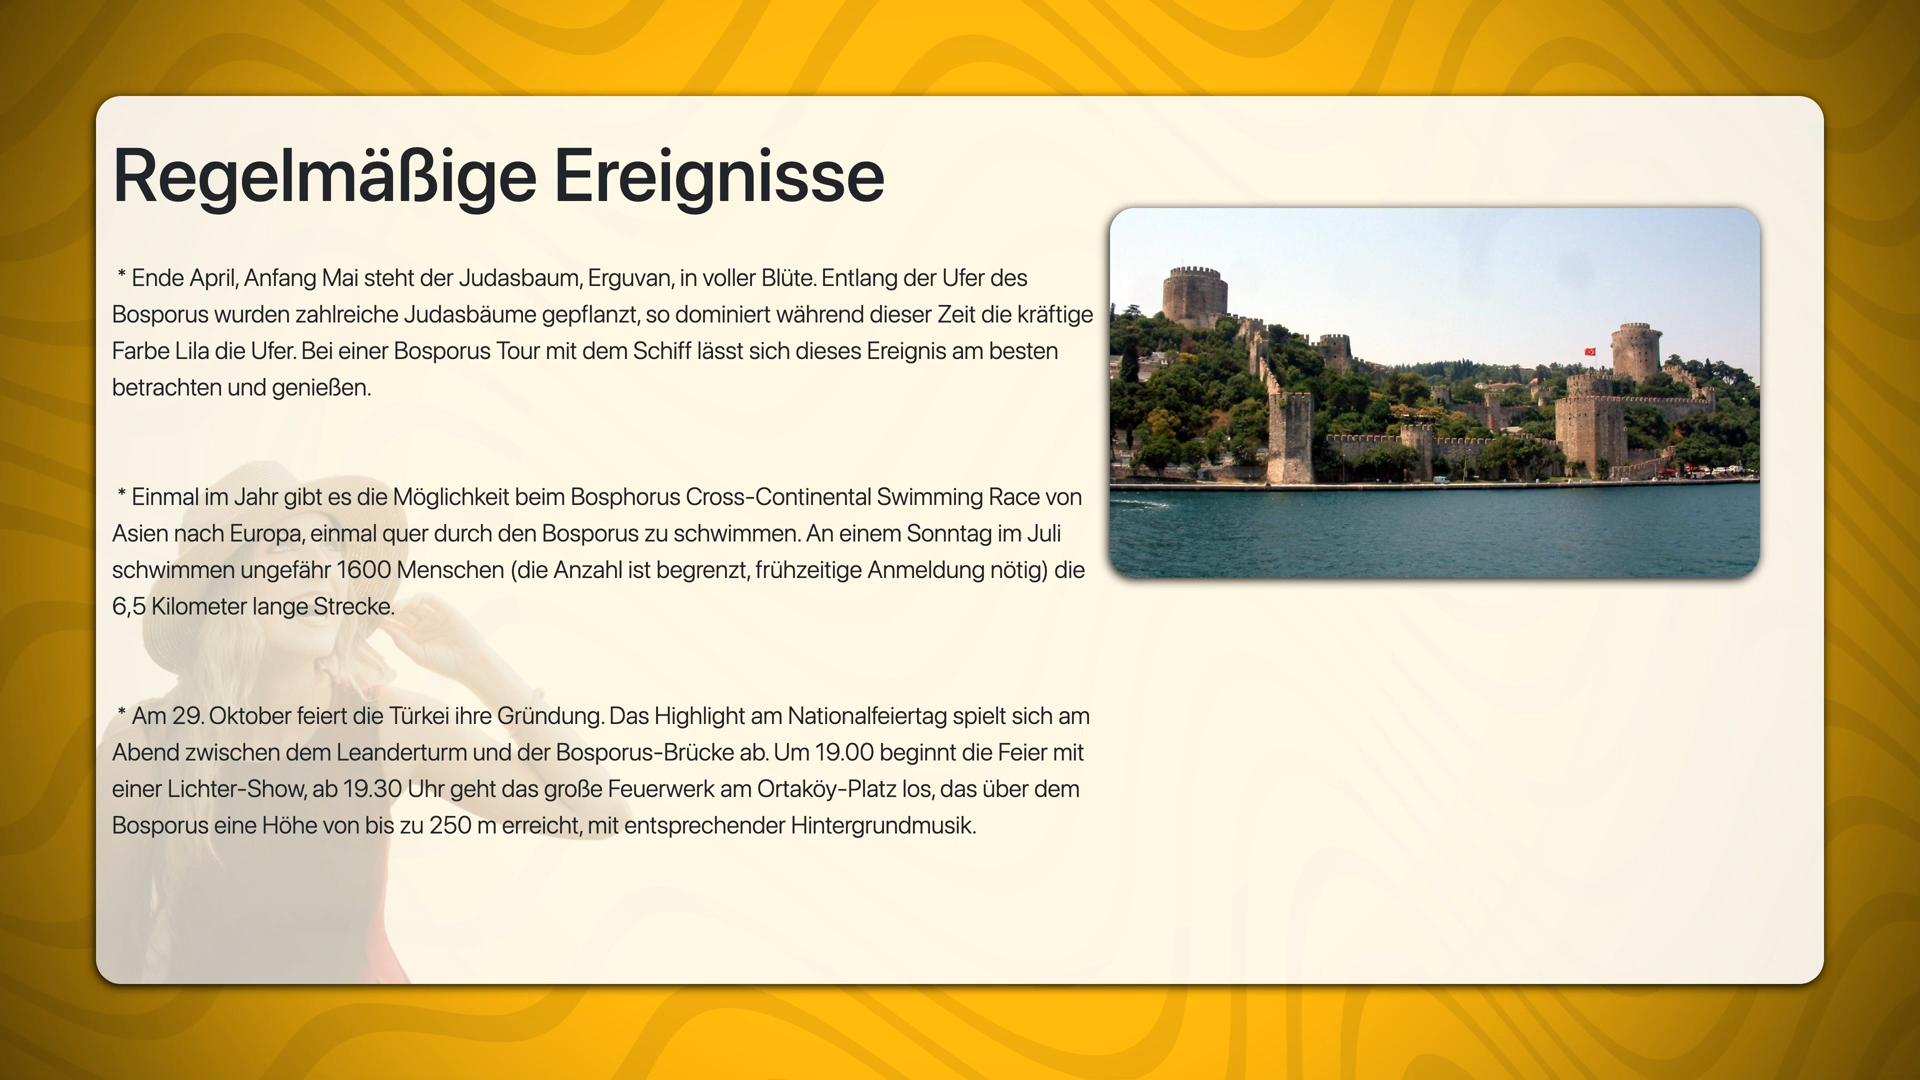 Regelmäßige Ereignisse
* Ende April, Anfang Mai steht der Judasbaum, Erguvan, in voller Blüte. Entlang der Ufer des
Bosporus wurden zahlreiche Judasbäume gepflanzt, so dominiert während dieser Zeit die kräftige
Farbe Lila die Ufer. Bei einer Bosporus Tour mit dem Schiff lässt sich dieses Ereignis am besten
betrachten und genießen.
* Einmal im Jahr gibt es die Möglichkeit beim Bosphorus Cross-Continental Swimming Race von
Asien nach Europa, einmal quer durch den Bosporus zu schwimmen. An einem Sonntag im Juli
schwimmen ungefähr 1600 Menschen (die Anzahl ist begrenzt, frühzeitige Anmeldung nötig) die
6,5 Kilometer lange Strecke.
* Am 29. Oktober feiert die Türkei ihre Gründung. Das Highlight am Nationalfeiertag spielt sich am
Abend zwischen dem Leanderturm und der Bosporus-Brücke ab. Um 19.00 beginnt die Feier mit
einer Lichter-Show, ab 19.30 Uhr geht das große Feuerwerk am Ortaköy-Platz los, das über dem
Bosporus eine Höhe von bis zu 250 m erreicht, mit entsprechender Hintergrundmusik.